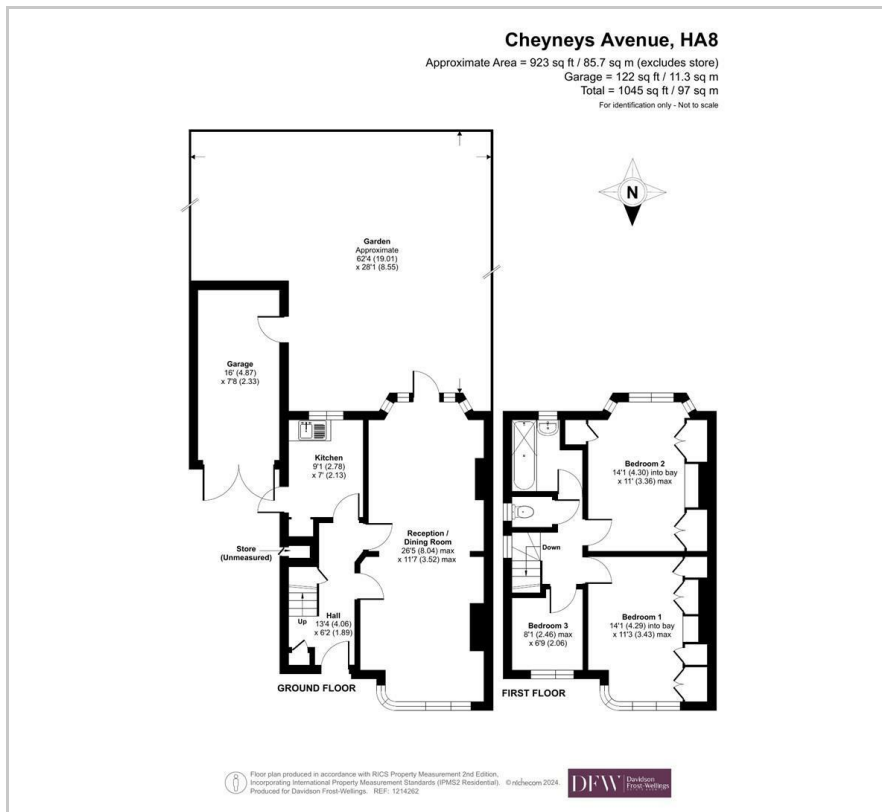 Cheyneys Avenue, HA8
Approximate Area = 923 sq ft / 85.7 sq m (excludes store)
Garage = 122 sq ft / 11.3 sq m
Total = 1045 sq ft / 97 sq m
For identification only - Not to scale
N
Garden
Approximate
62'4 (19.01)
x 28'1 (8.55)
Garage
16' (4.87)
x 7'8 (2.33)
Kitchen
9'1 (2.78)
x 7' (2.13)
Store
(Unmeasured)
Reception /
Dining Room
26'5 (8.04) max
x 11'7 (3.52) max
Up
Hall
13'4 (4.06)
x 6'2 (1.89)
GROUND FLOOR
Bedroom 2
14'1 (4.30) into bay
x 11' (3.36) max
Down
Bedroom 1
14'1 (4.29) into bay
x 11'3 (3.43) max
Bedroom 3
8'1 (2.46) max
x 6'9 (2.06)
FIRST FLOOR
Floor plan produced in accordance with RICS Property Measurement 2nd Edition,
Incorporating International Property Measurement Standards (IPMS2 Residential). © nichecom 2024.
Produced for Davidson Frost-Wellings. REF: 1214262
DFW Davidson
Frost-Wellings